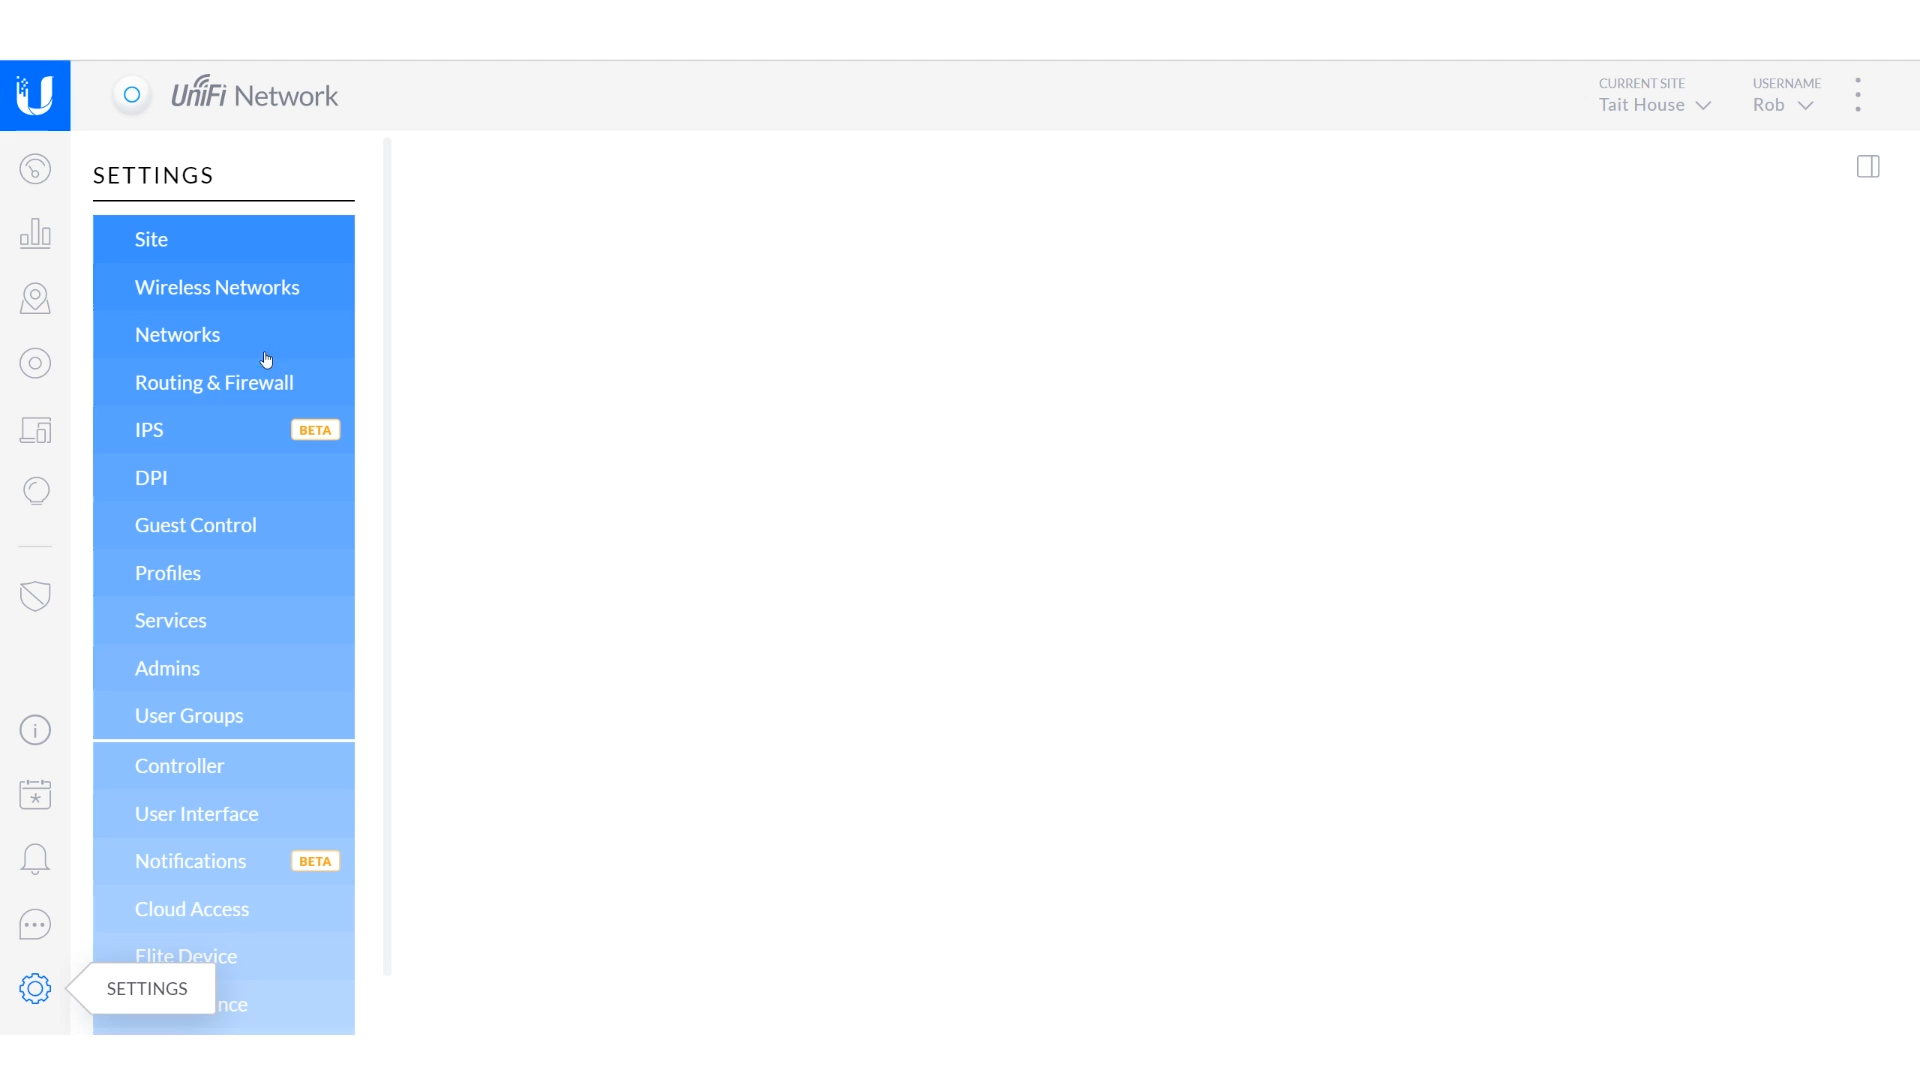 UniFi Network
CURRENT SITE
Tait House
USERNAME
Rob
SETTINGS
Site
Wireless Networks
Networks
Routing & Firewall
IPS BETA
DPI
Guest Control
Profiles
Services
Admins
User Groups
Controller
User Interface
Notifications BETA
Cloud Access
Elite Device
SETTINGS
nce